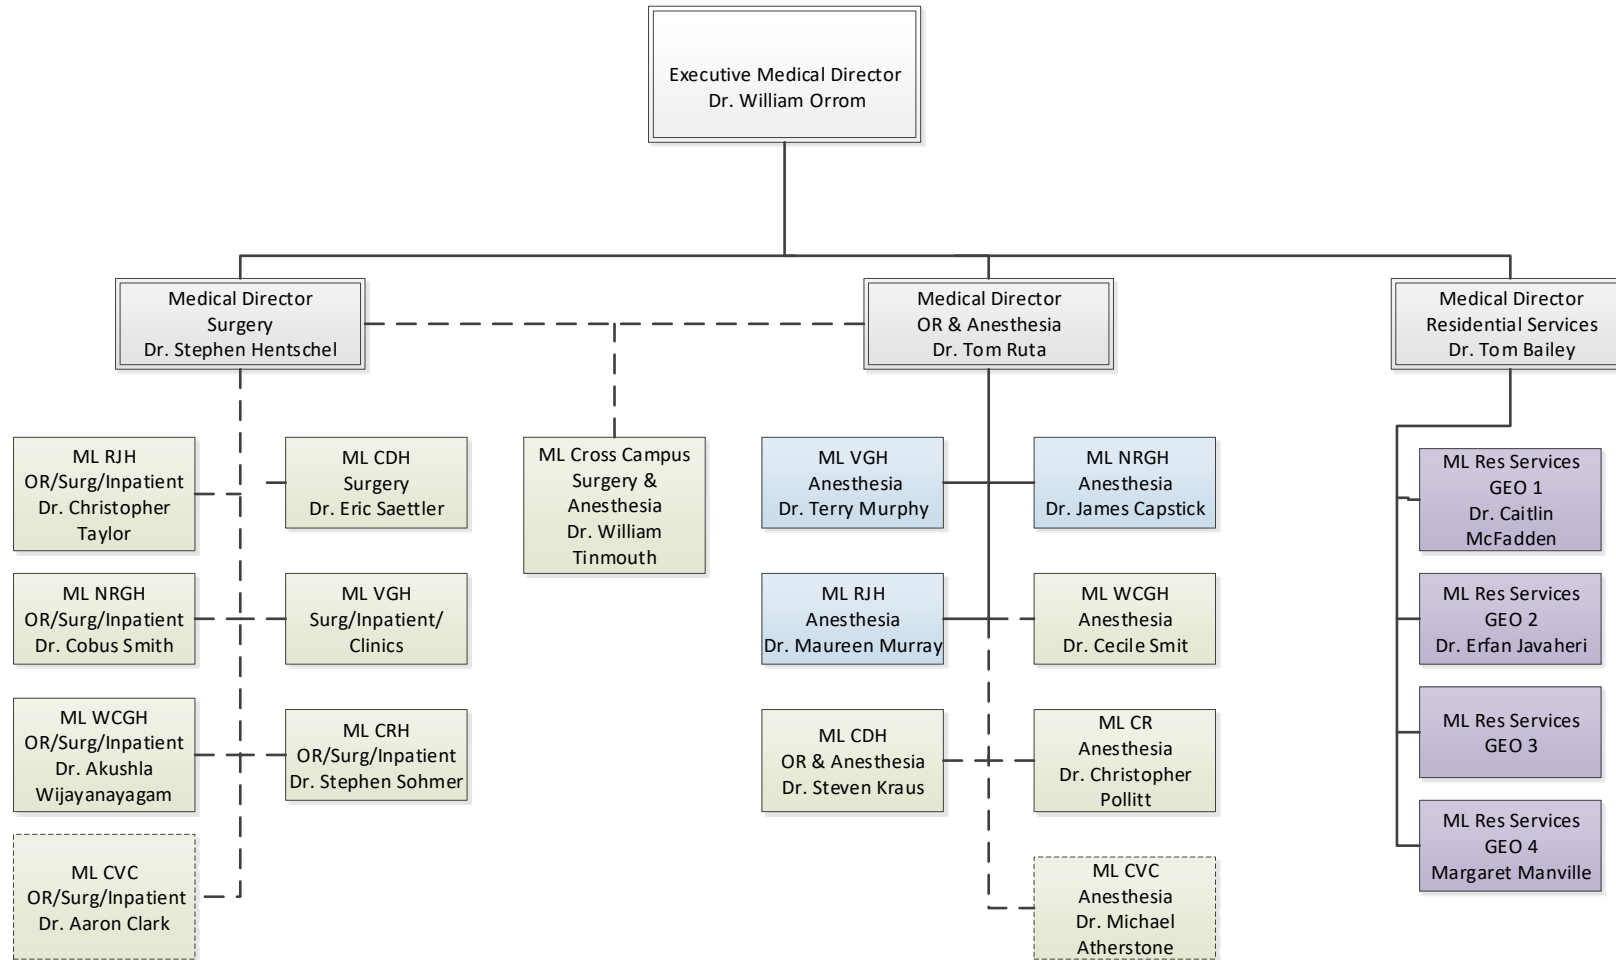 Executive Medical Director
Dr. William Orrom
Medical Director
Surgery
Dr. Stephen Hentschel
Medical Director
OR & Anesthesia
Dr. Tom Ruta
Medical Director
Residential Services
Dr. Tom Bailey
ML RJH
OR/Surg/Inpatient
Dr. Christopher
Taylor
ML CDH
Surgery
Dr. Eric Saettler
ML Cross Campus
Surgery &
Anesthesia
Dr. William
Tinmouth
ML VGH
Anesthesia
Dr. Terry Murphy
ML NRGH
Anesthesia
Dr. James Capstick
ML Res Services
GEO 1
Dr. Caitlin
McFadden
ML NRGH
OR/Surg/Inpatient
Dr. Cobus Smith
ML VGH
Surg/Inpatient/
Clinics
ML RJH
Anesthesia
Dr. Maureen Murray
ML WCGH
Anesthesia
Dr. Cecile Smit
ML Res Services
GEO 2
Dr. Erfan Javaheri
ML WCGH
OR/Surg/Inpatient
Dr. Akushla
Wijayanayagam
ML CRH
OR/Surg/Inpatient
Dr. Stephen Sohmer
ML CDH
OR & Anesthesia
Dr. Steven Kraus
ML CR
Anesthesia
Dr. Christopher
Pollitt
ML Res Services
GEO 3
ML CVC
OR/Surg/Inpatient
Dr. Aaron Clark
ML CVC
Anesthesia
Dr. Michael
Atherstone
ML Res Services
GEO 4
Margaret Manville